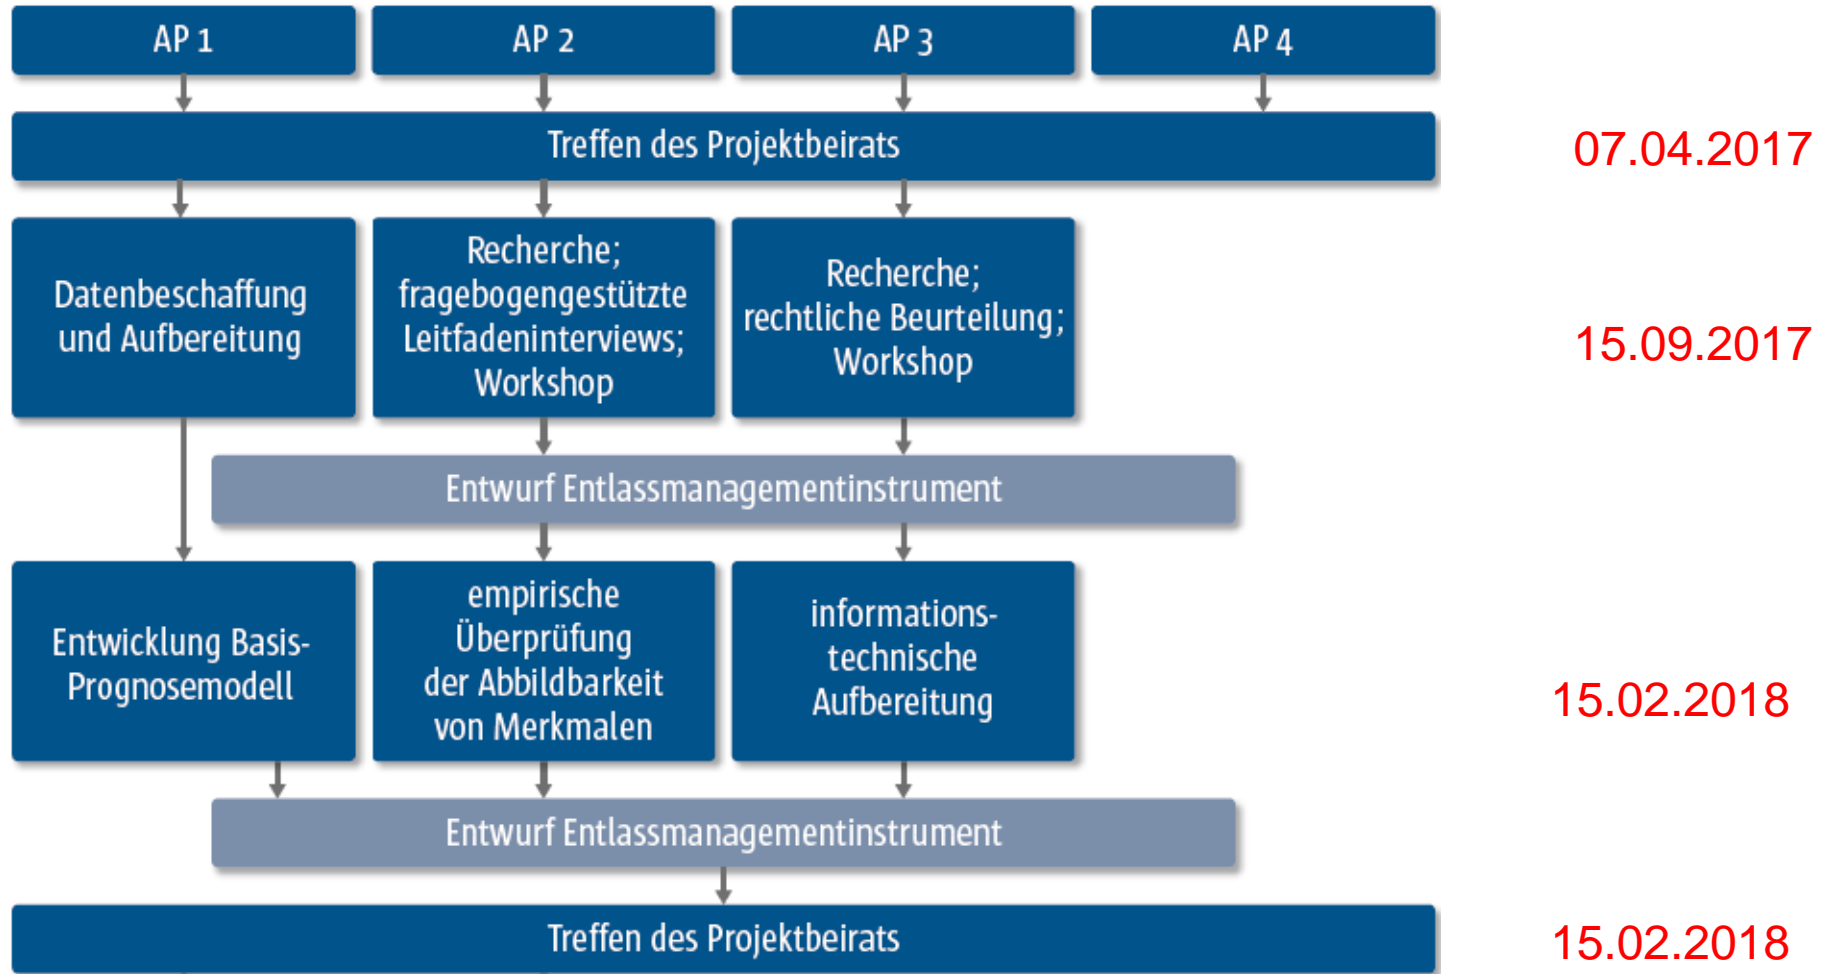 AP 1
AP 2
AP 3
AP 4
Treffen des Projektbeirats
07.04.2017
Datenbeschaffung
und Aufbereitung
Recherche;
fragebogengestützte
Leitfadeninterviews;
Workshop
Recherche;
rechtliche Beurteilung;
Workshop
15.09.2017
Entwurf Entlassmanagementinstrument
Entwicklung Basis-
Prognosemodell
empirische
Überprüfung
der Abbildbarkeit
von Merkmalen
informations-
technische
Aufbereitung
15.02.2018
Entwurf Entlassmanagementinstrument
Treffen des Projektbeirats
15.02.2018